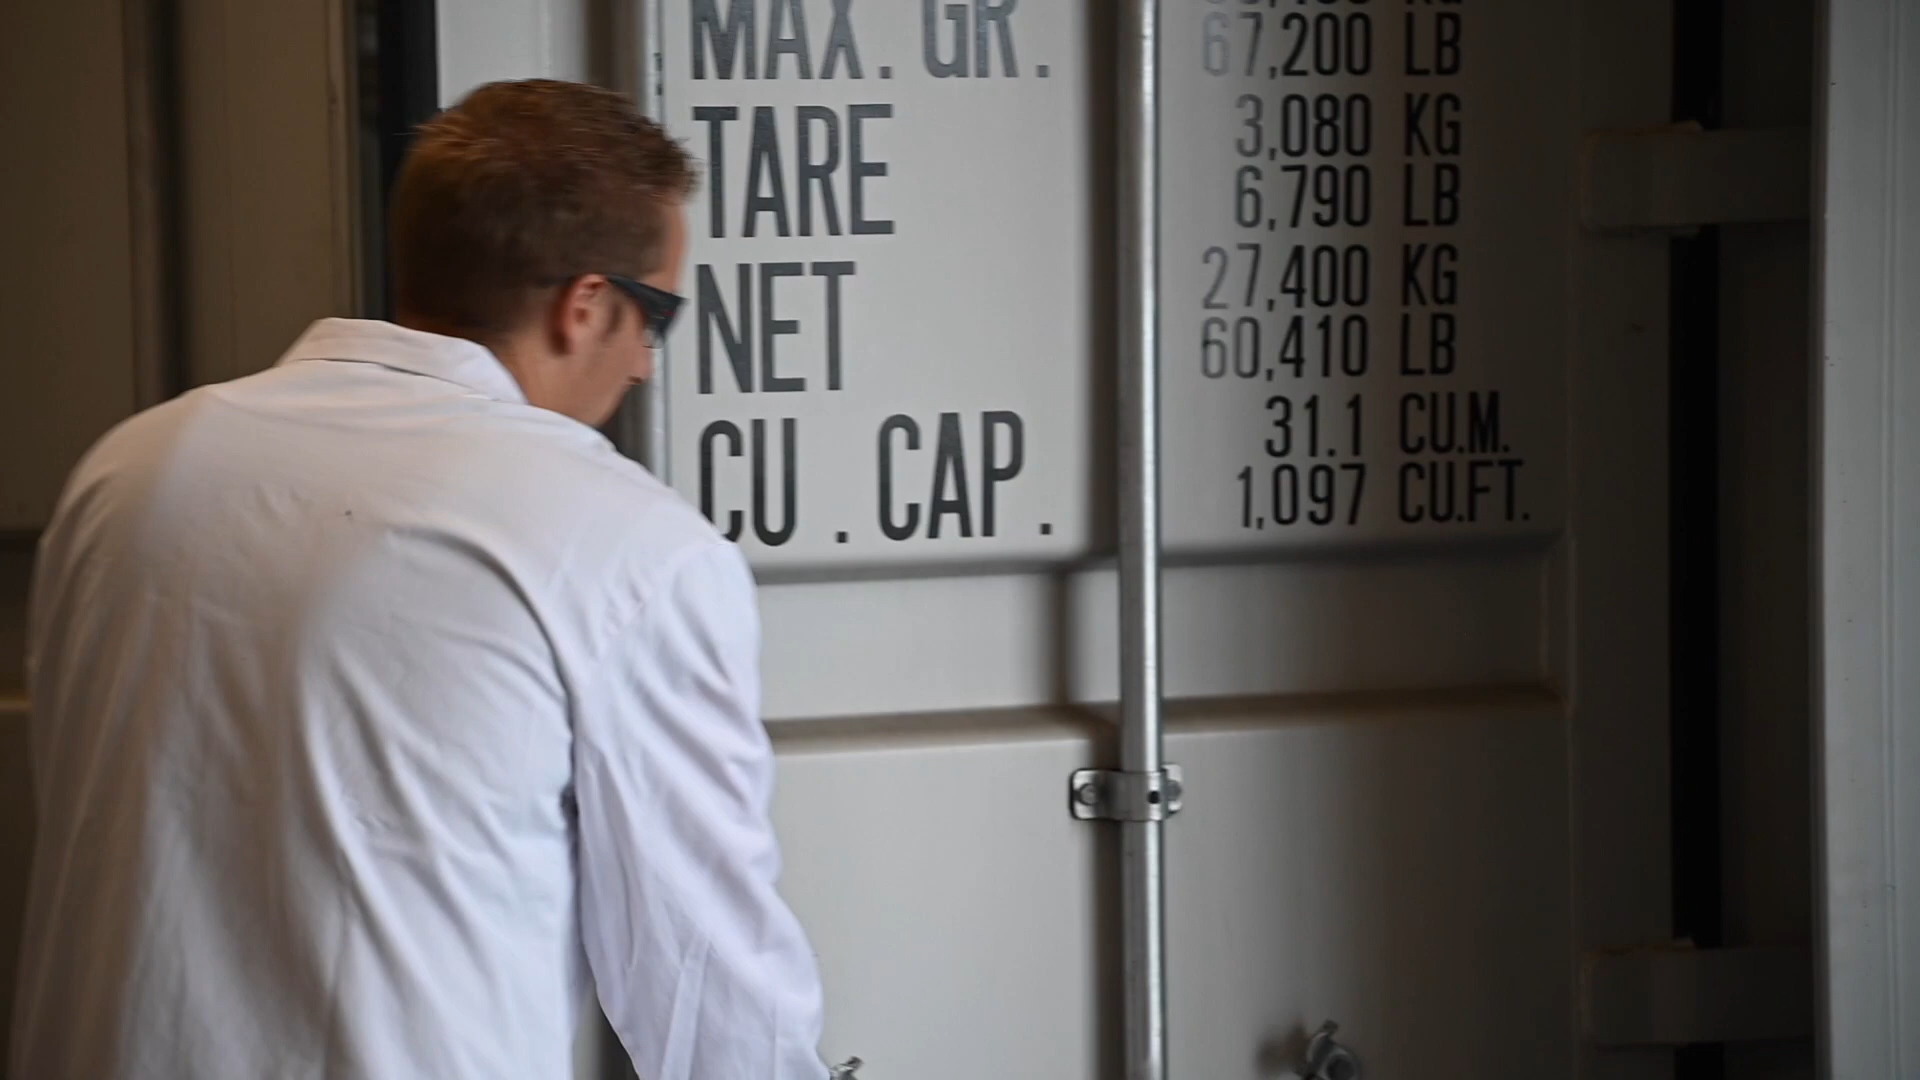 MAX. GR.
67,200 LB
TARE 3,080 KG
6,790 LB
NET 27,400 KG
60,410 LB
CU . CAP . 31.1 CU.M.
1,097 CU.FT.